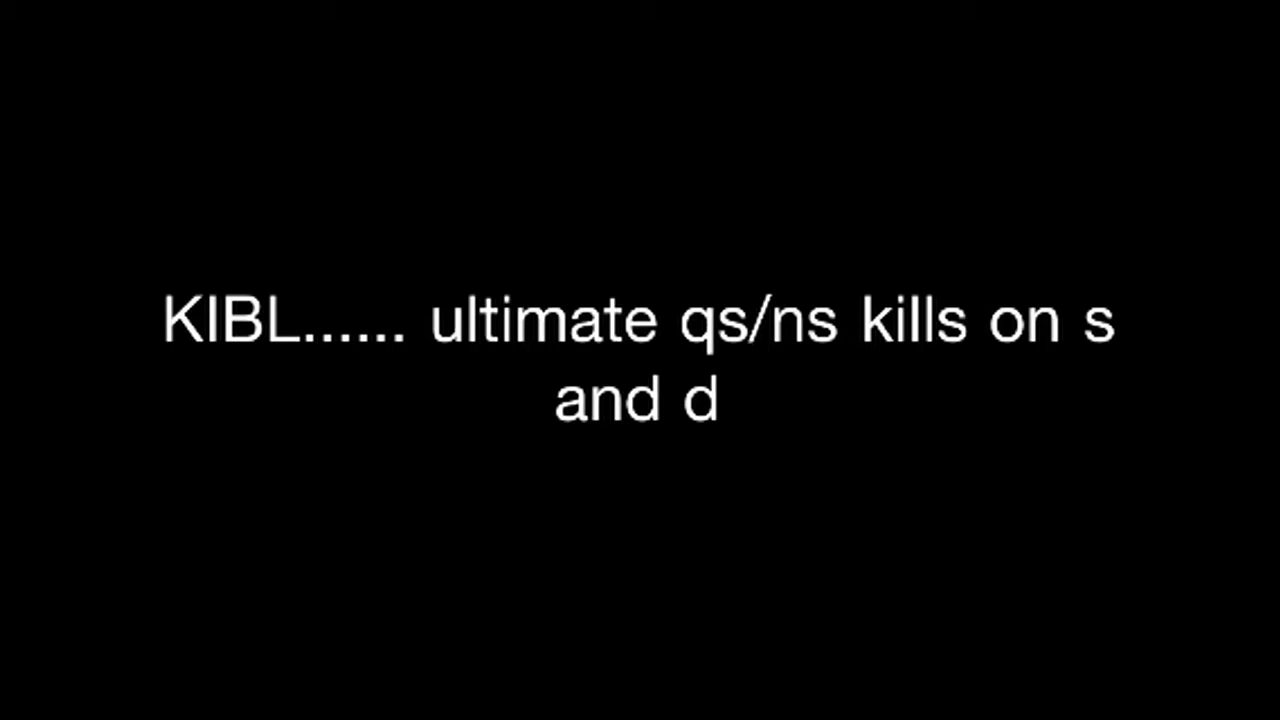 KIBL...... ultimate qs/ns kills on s
and d